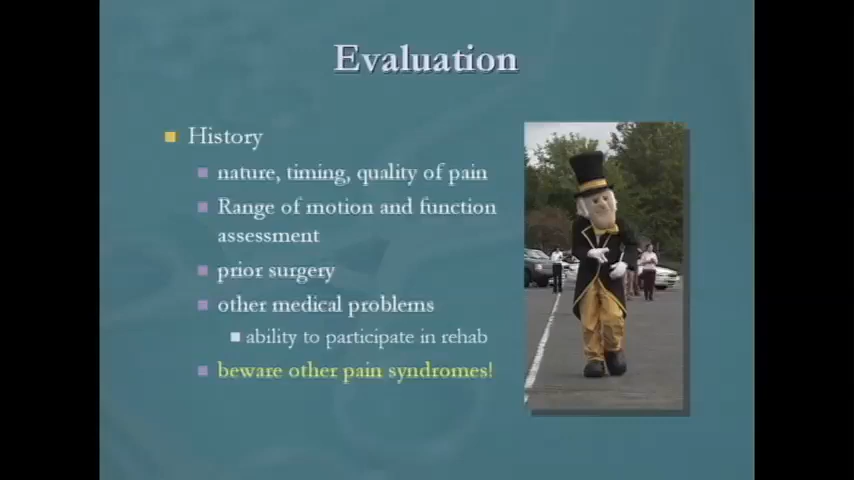 Evaluation
History
nature, timing, quality of pain
Range of motion and function
assessment
prior surgery
other medical problems
ability to participate in rehab
beware other pain syndromes!